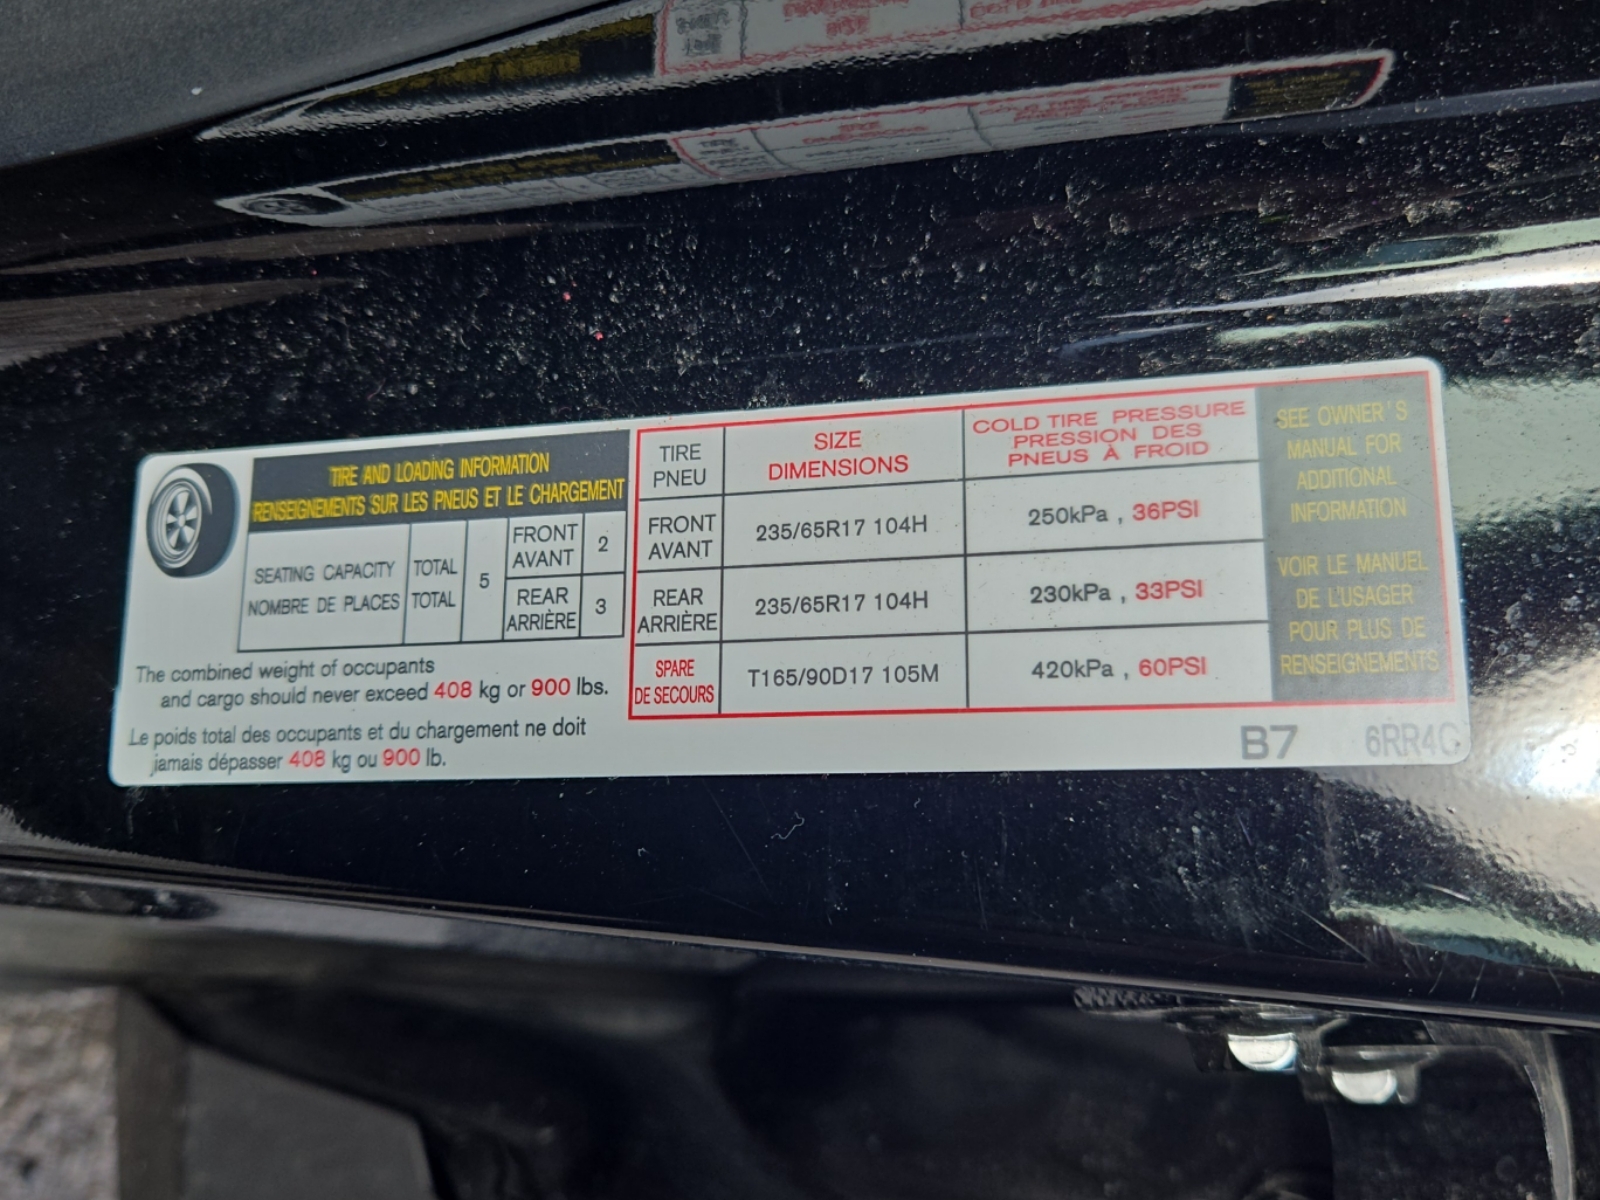 TIRE AND LOADING INFORMATION
RENSEIGNEMENTS SUR LES PNEUS ET LE CHARGEMENT
SEATING CAPACITY
NOMBRE DE PLACES
TOTAL
TOTAL
5
FRONT
AVANT
2
REAR
ARRIÈRE
3
The combined weight of occupants
and cargo should never exceed 408 kg or 900 lbs.
Le poids total des occupants et du chargement ne doit
jamais dépasser 408 kg ou 900 lb.
TIRE
PNEU
SIZE
DIMENSIONS
COLD TIRE PRESSURE
PRESSION DES
PNEUS À FROID
FRONT
AVANT
235/65R17 104H
250kPa , 36PSI
REAR
ARRIÈRE
235/65R17 104H
230kPa , 33PSI
SPARE
DE SECOURS
T165/90D17 105M
420kPa , 60PSI
SEE OWNER'S
MANUAL FOR
ADDITIONAL
INFORMATION
VOIR LE MANUEL
DE L'USAGER
POUR PLUS DE
RENSEIGNEMENTS
B7